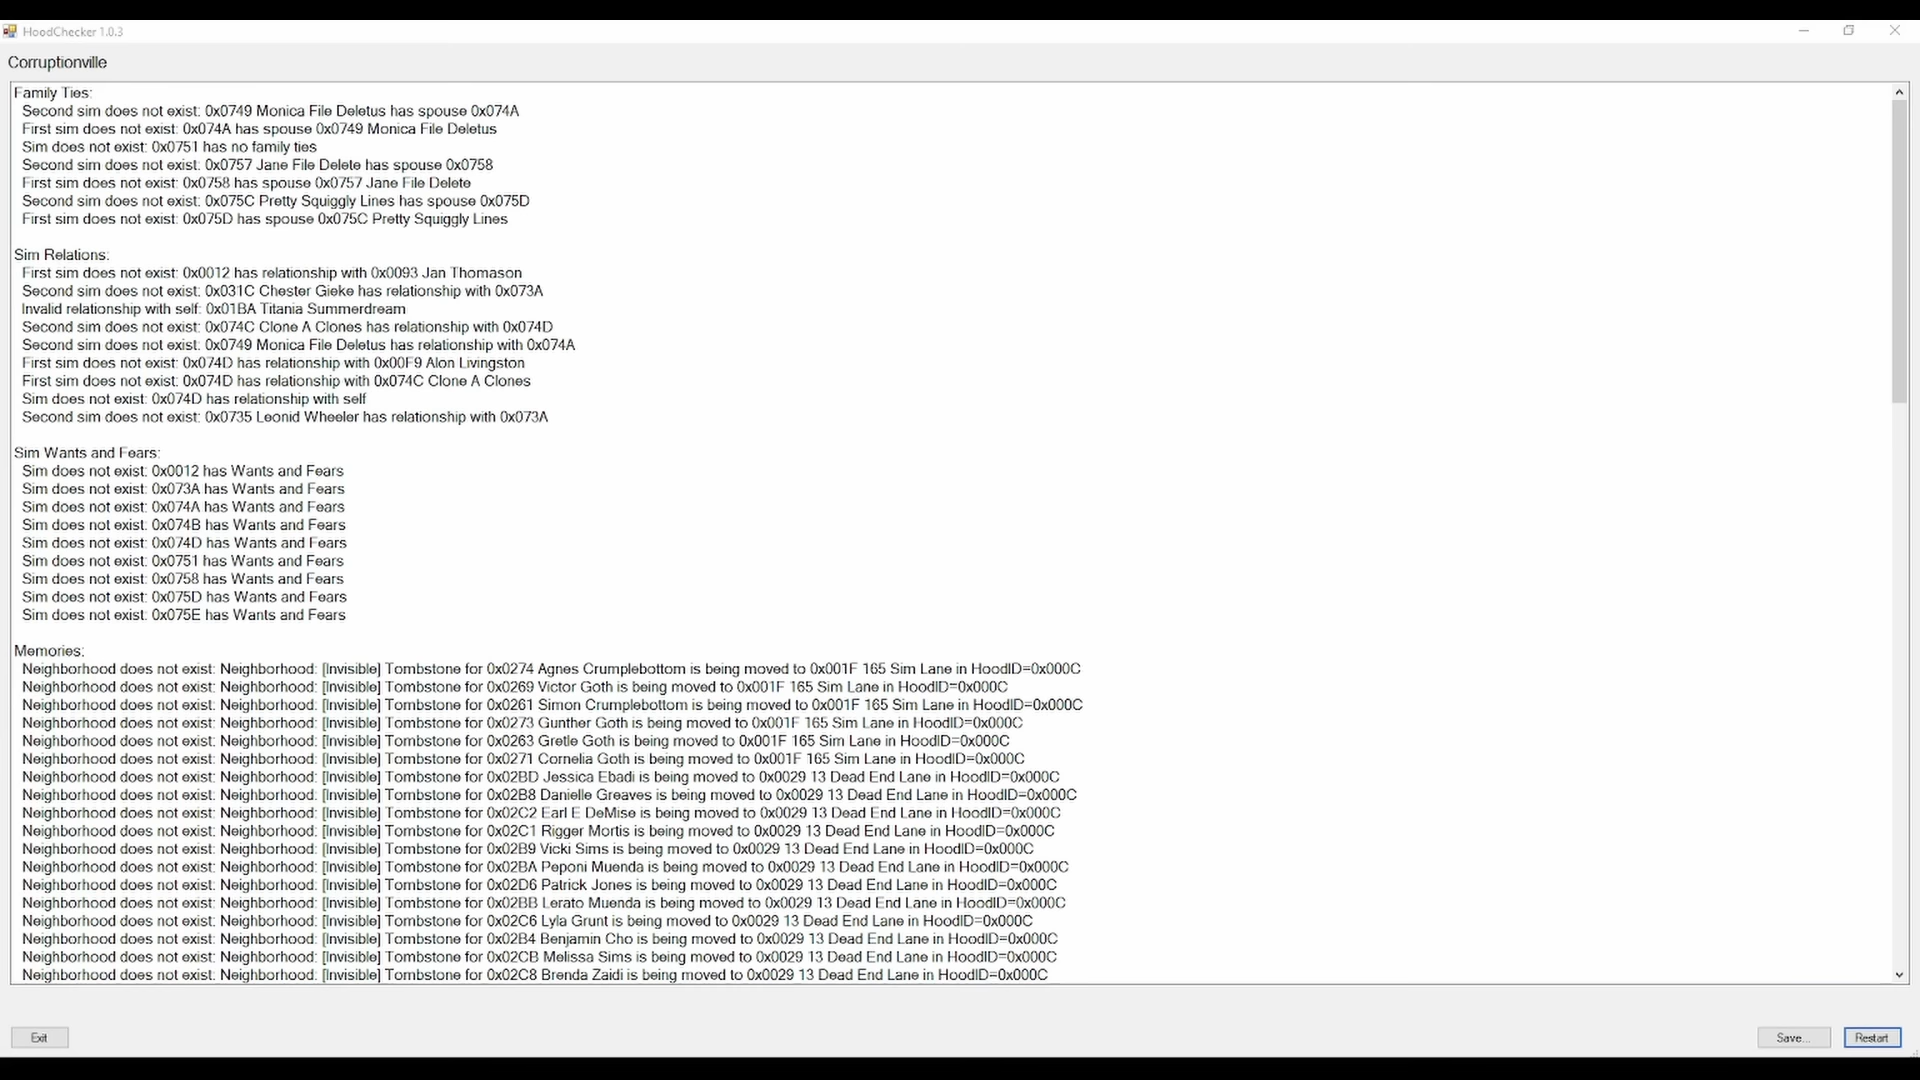 HoodChecker 1.0.3
Corruptionville
Family Ties:
Second sim does not exist: 0x0749 Monica File Deletus has spouse 0x074A
First sim does not exist: 0x074A has spouse 0x0749 Monica File Deletus
Sim does not exist: 0x0751 has no family ties
Second sim does not exist: 0x0757 Jane File Delete has spouse 0x0758
First sim does not exist: 0x0758 has spouse 0x0757 Jane File Delete
Second sim does not exist: 0x075C Pretty Squiggly Lines has spouse 0x075D
First sim does not exist: 0x075D has spouse 0x075C Pretty Squiggly Lines
Sim Relations:
First sim does not exist: 0x0012 has relationship with 0x0093 Jan Thomason
Second sim does not exist: 0x031C Chester Gieke has relationship with 0x073A
Invalid relationship with self: 0x01BA Titania Summerdream
Second sim does not exist: 0x074C Clone A Clones has relationship with 0x074D
Second sim does not exist: 0x0749 Monica File Deletus has relationship with 0x074A
First sim does not exist: 0x074D has relationship with 0x00F9 Alon Livingston
First sim does not exist: 0x074D has relationship with 0x074C Clone A Clones
Sim does not exist: 0x074D has relationship with self
Second sim does not exist: 0x0735 Leonid Wheeler has relationship with 0x073A
Sim Wants and Fears:
Sim does not exist: 0x0012 has Wants and Fears
Sim does not exist: 0x073A has Wants and Fears
Sim does not exist: 0x074A has Wants and Fears
Sim does not exist: 0x074B has Wants and Fears
Sim does not exist: 0x074D has Wants and Fears
Sim does not exist: 0x0751 has Wants and Fears
Sim does not exist: 0x0758 has Wants and Fears
Sim does not exist: 0x075D has Wants and Fears
Sim does not exist: 0x075E has Wants and Fears
Memories:
Neighborhood does not exist: Neighborhood: [Invisible] Tombstone for 0x0274 Agnes Crumplebottom is being moved to 0x001F 165 Sim Lane in HoodID=0x000C
Neighborhood does not exist: Neighborhood: [Invisible] Tombstone for 0x0269 Victor Goth is being moved to 0x001F 165 Sim Lane in HoodID=0x000C
Neighborhood does not exist: Neighborhood: [Invisible] Tombstone for 0x0261 Simon Crumplebottom is being moved to 0x001F 165 Sim Lane in HoodID=0x000C
Neighborhood does not exist: Neighborhood: [Invisible] Tombstone for 0x0273 Gunther Goth is being moved to 0x001F 165 Sim Lane in HoodID=0x000C
Neighborhood does not exist: Neighborhood: [Invisible] Tombstone for 0x0263 Gretle Goth is being moved to 0x001F 165 Sim Lane in HoodID=0x000C
Neighborhood does not exist: Neighborhood: [Invisible] Tombstone for 0x0271 Cornelia Goth is being moved to 0x001F 165 Sim Lane in HoodID=0x000C
Neighborhood does not exist: Neighborhood: [Invisible] Tombstone for 0x02BD Jessica Ebadi is being moved to 0x0029 13 Dead End Lane in HoodID=0x000C
Neighborhood does not exist: Neighborhood: [Invisible] Tombstone for 0x02B8 Danielle Greaves is being moved to 0x0029 13 Dead End Lane in HoodID=0x000C
Neighborhood does not exist: Neighborhood: [Invisible] Tombstone for 0x02C2 Earl E DeMise is being moved to 0x0029 13 Dead End Lane in HoodID=0x000C
Neighborhood does not exist: Neighborhood: [Invisible] Tombstone for 0x02C1 Rigger Mortis is being moved to 0x0029 13 Dead End Lane in HoodID=0x000C
Neighborhood does not exist: Neighborhood: [Invisible] Tombstone for 0x02B9 Vicki Sims is being moved to 0x0029 13 Dead End Lane in HoodID=0x000C
Neighborhood does not exist: Neighborhood: [Invisible] Tombstone for 0x02BA Peponi Muenda is being moved to 0x0029 13 Dead End Lane in HoodID=0x000C
Neighborhood does not exist: Neighborhood: [Invisible] Tombstone for 0x02D6 Patrick Jones is being moved to 0x0029 13 Dead End Lane in HoodID=0x000C
Neighborhood does not exist: Neighborhood: [Invisible] Tombstone for 0x02BB Lerato Muenda is being moved to 0x0029 13 Dead End Lane in HoodID=0x000C
Neighborhood does not exist: Neighborhood: [Invisible] Tombstone for 0x02C6 Lyla Grunt is being moved to 0x0029 13 Dead End Lane in HoodID=0x000C
Neighborhood does not exist: Neighborhood: [Invisible] Tombstone for 0x02B4 Benjamin Cho is being moved to 0x0029 13 Dead End Lane in HoodID=0x000C
Neighborhood does not exist: Neighborhood: [Invisible] Tombstone for 0x02CB Melissa Sims is being moved to 0x0029 13 Dead End Lane in HoodID=0x000C
Neighborhood does not exist: Neighborhood: [Invisible] Tombstone for 0x02C8 Brenda Zaidi is being moved to 0x0029 13 Dead End Lane in HoodID=0x000C
Exit
Save...
Restart